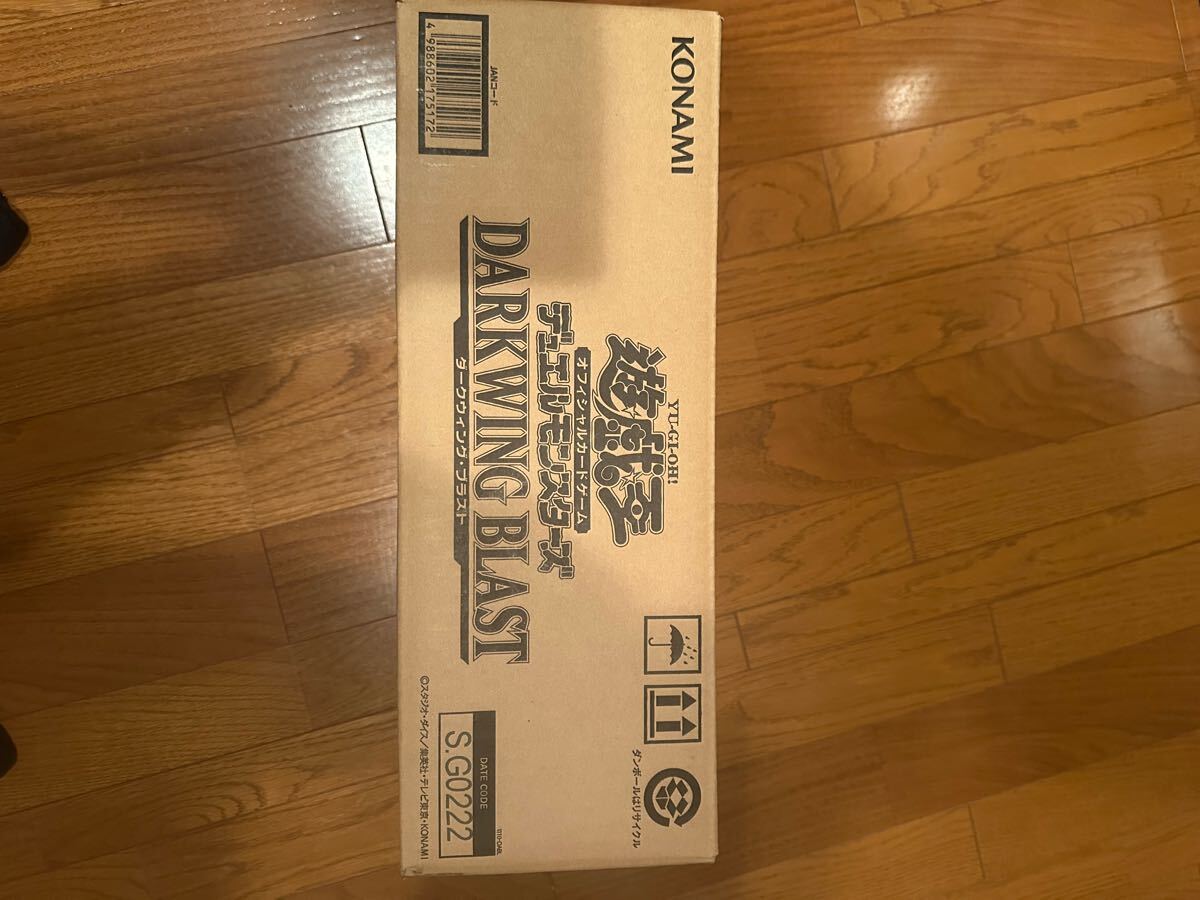 KONAMI
YU-GI-OH!
遊戯王
オフィシャルカードゲーム
デュエルモンスターズ
DARKWING BLAST
ダークウィング・ブラスト
JANコード
4 988602 175172
ダンボールはリサイクル
DATE CODE
S.G0222
©スタジオ・ダイス/集英社・テレビ東京・KONAMI